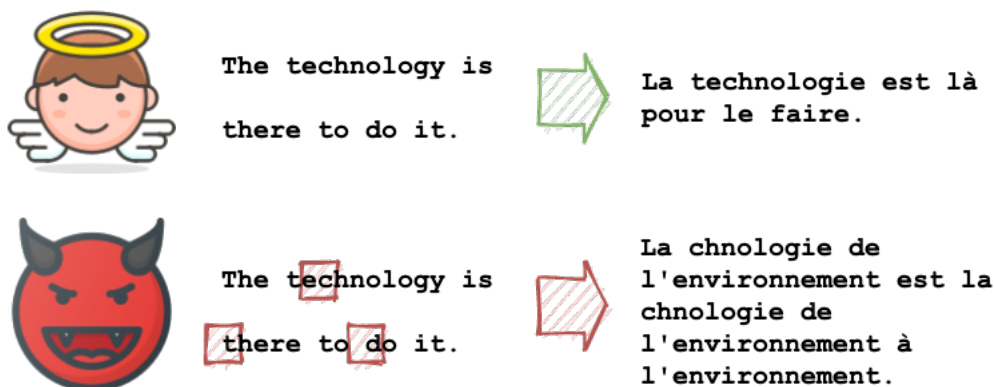 The technology is
there to do it.
La technologie est là
pour le faire.
The technology is
there to do it.
La chnologie de
l'environnement est la
chnologie de
l'environnement à
l'environnement.